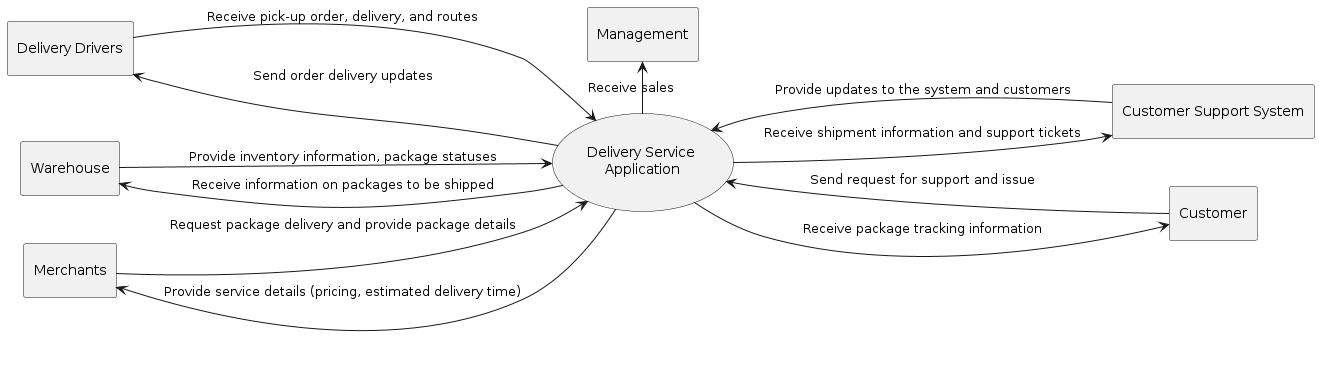 Receive pick-up order, delivery, and routes
Delivery Drivers
Management
Send order delivery updates
Receive sales
Provide updates to the system and customers
Customer Support System
Receive shipment information and support tickets
Delivery Service
Application
Provide inventory information, package statuses
Warehouse
Receive information on packages to be shipped
Send request for support and issue
Customer
Request package delivery and provide package details
Receive package tracking information
Merchants
Provide service details (pricing, estimated delivery time)